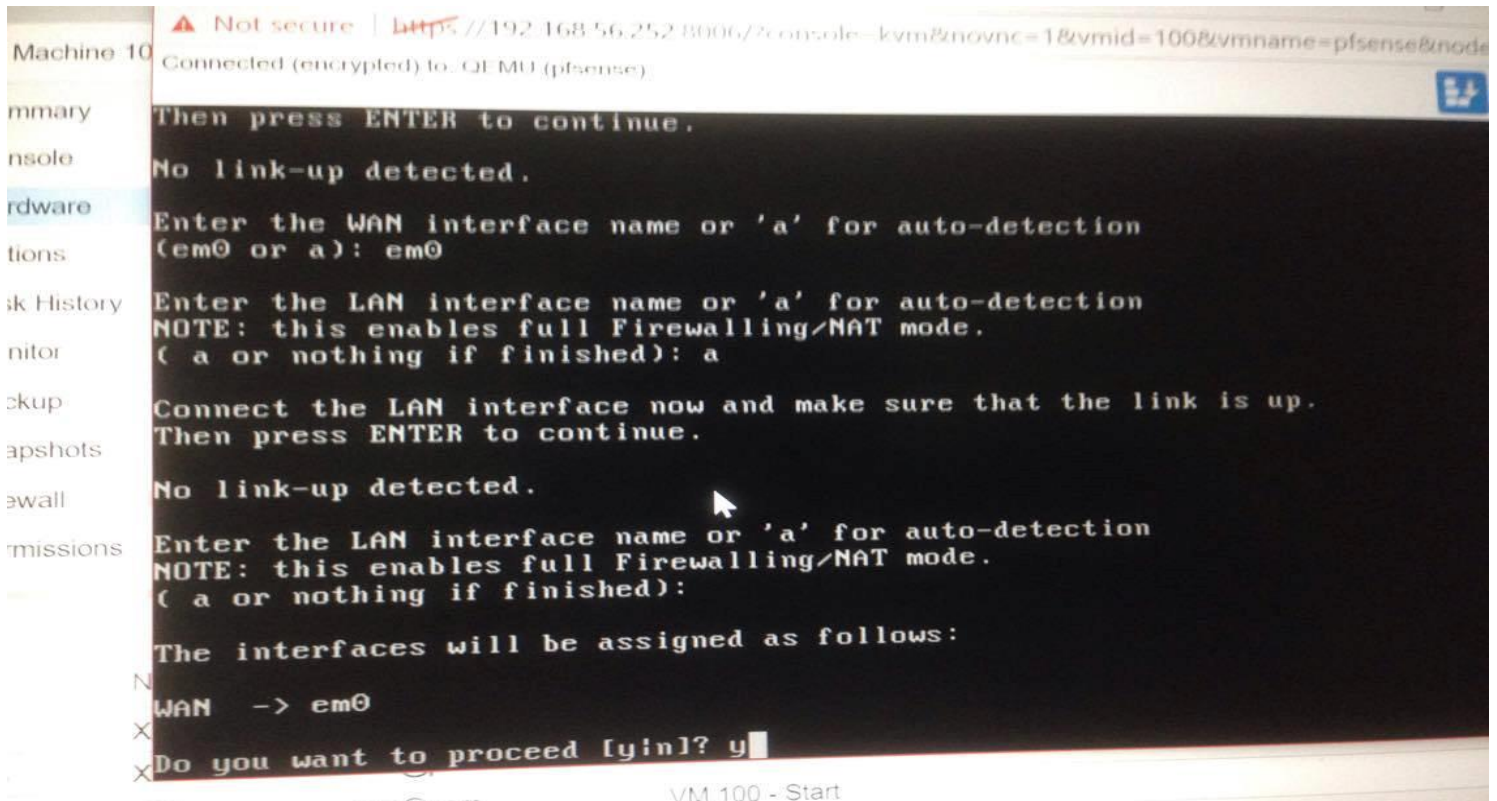 Not secure | https://192.168.56.252:8006/?console=kvm&novnc=1&vmid=100&vmname=pfsense&node
Machine 10
Connected (encrypted) to: QEMU (pfsense)
mmary
nsole
rdware
tions
sk History
nitor
ckup
apshots
ewall
rmissions
Then press ENTER to continue.
No link-up detected.
Enter the WAN interface name or 'a' for auto-detection
(em0 or a): em0
Enter the LAN interface name or 'a' for auto-detection
NOTE: this enables full Firewalling/NAT mode.
( a or nothing if finished): a
Connect the LAN interface now and make sure that the link is up.
Then press ENTER to continue.
No link-up detected.
Enter the LAN interface name or 'a' for auto-detection
NOTE: this enables full Firewalling/NAT mode.
( a or nothing if finished):
The interfaces will be assigned as follows:
N
WAN -> em0
Do you want to proceed [y|n]? y
VM 100 - Start